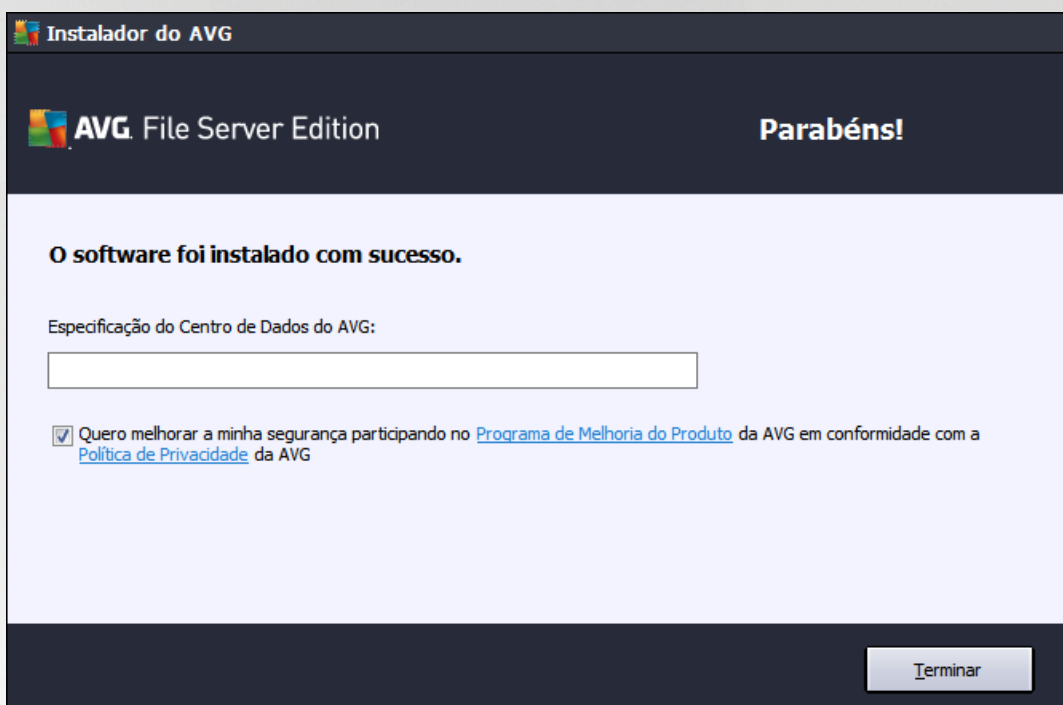 Instalador do AVG
AVG. File Server Edition
Parabéns!
O software foi instalado com sucesso.
Especificação do Centro de Dados do AVG:
Quero melhorar a minha segurança participando no Programa de Melhoria do Produto da AVG em conformidade com a
Política de Privacidade da AVG
Terminar